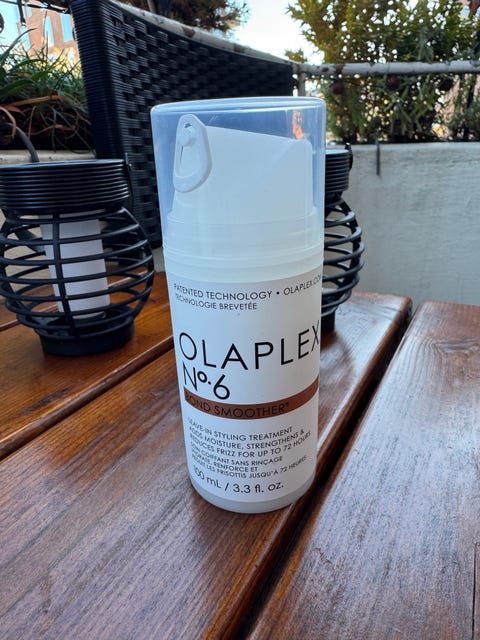 PATENTED TECHNOLOGY • OLAPLEX.COM
TECHNOLOGIE BREVETÉE
OLAPLEX
Nº.6
BOND SMOOTHER®
LEAVE-IN STYLING TREATMENT
ADDS MOISTURE, STRENGTHENS &
REDUCES FRIZZ FOR UP TO 72 HOURS
SOIN COIFFANT SANS RINÇAGE
HYDRATE, RENFORCE ET
RÉDUIT LES FRISOTTIS JUSQU'À 72 HEURES
100 mL / 3.3 fl. oz.